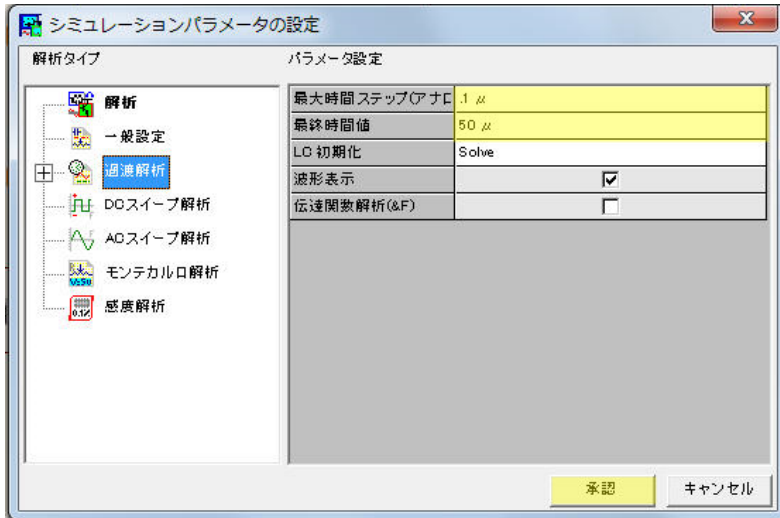 シミュレーションパラメータの設定
解析タイプ
パラメータ設定
解析
一般設定
過渡解析
DCスイープ解析
ACスイープ解析
モンテカルロ解析
感度解析
最大時間ステップ(アナロ .1 μ
最終時間値 50 μ
LC 初期化 Solve
波形表示
伝達関数解析(&F)
承認
キャンセル